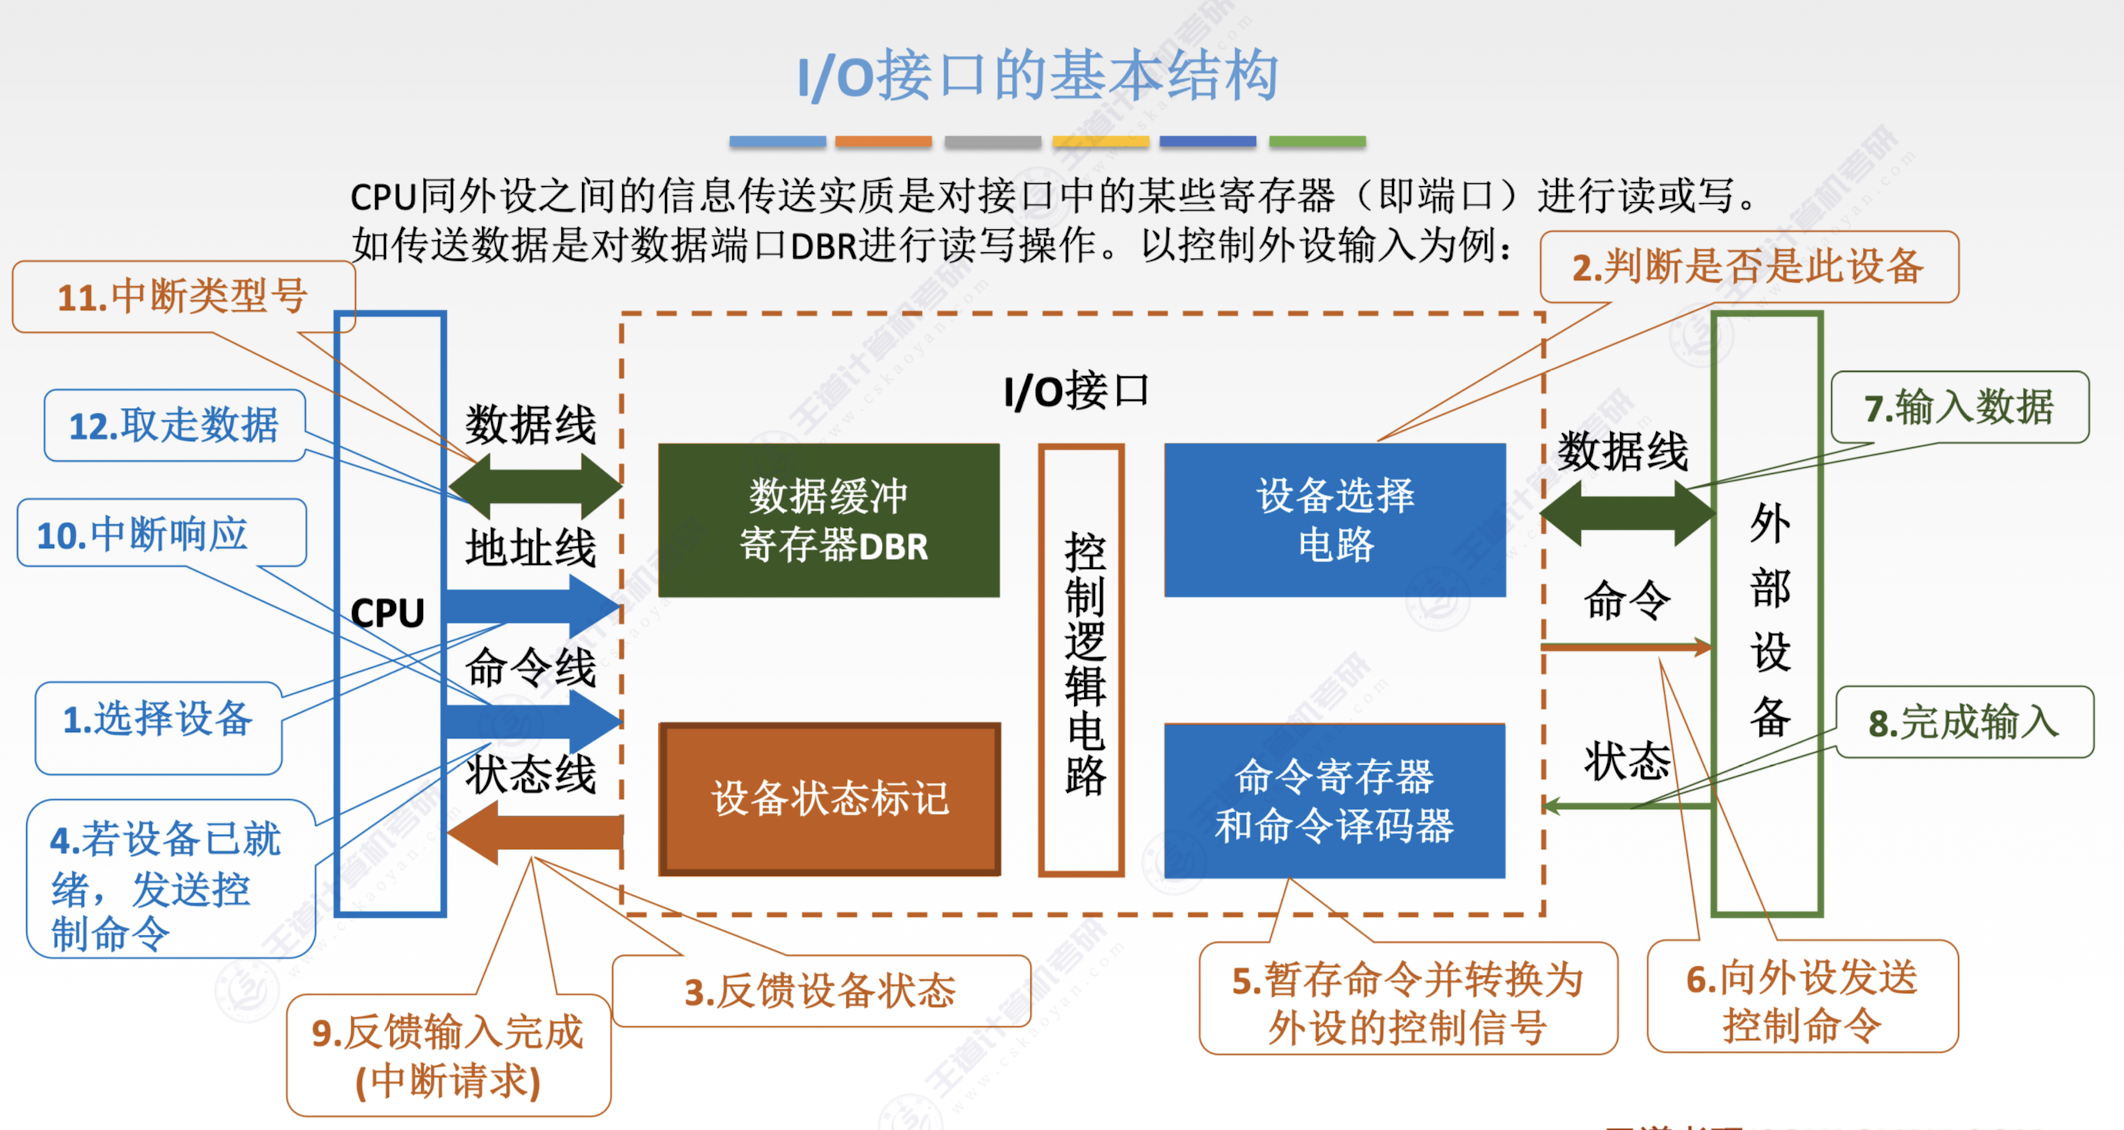 I/O接口的基本结构
CPU同外设之间的信息传送实质是对接口中的某些寄存器（即端口）进行读或写。
如传送数据是对数据端口DBR进行读写操作。以控制外设输入为例：
2.判断是否是此设备
11.中断类型号
I/O接口
7.输入数据
12.取走数据
数据线
数据线
数据缓冲
寄存器DBR
设备选择
电路
10.中断响应
地址线
控制逻辑电路
外部设备
命令
CPU
命令线
1.选择设备
8.完成输入
状态线
状态
设备状态标记
命令寄存器
和命令译码器
4.若设备已就
绪，发送控
制命令
3.反馈设备状态
5.暂存命令并转换为
外设的控制信号
6.向外设发送
控制命令
9.反馈输入完成
(中断请求)
王道计算机考研
www.cskaoyan.com